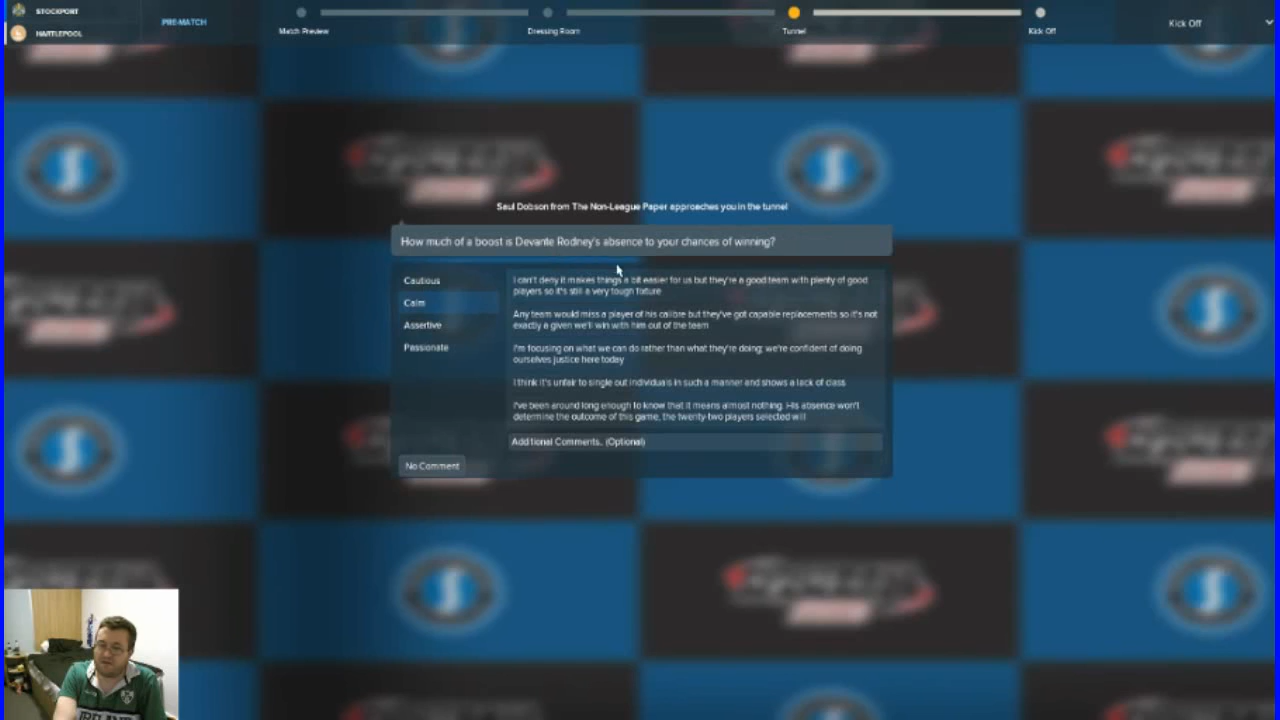 STOCKPORT
HARTLEPOOL
PRE-MATCH
Match Preview
Dressing Room
Tunnel
Kick Off
Kick Off
Saul Dobson from The Non-League Paper approaches you in the tunnel
How much of a boost is Devante Rodney's absence to your chances of winning?
Cautious
Calm
Assertive
Passionate
I can't deny it makes things a bit easier for us but they're a good team with plenty of good
players so it's still a very tough fixture
Any team would miss a player of his calibre but they've got capable replacements so it's not
exactly a given we'll win with him out of the team
I'm focusing on what we can do rather than what they're doing; we're confident of doing
ourselves justice here today
I think it's unfair to single out individuals in such a manner and shows a lack of class
I've been around long enough to know that it means almost nothing. His absence won't
determine the outcome of this game, the twenty-two players selected will
Additional Comments. (Optional)
No Comment
IRELAND